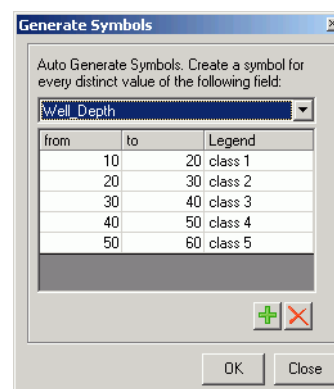 Generate Symbols
Auto Generate Symbols. Create a symbol for
every distinct value of the following field:
Well_Depth
from to Legend
10 20 class 1
20 30 class 2
30 40 class 3
40 50 class 4
50 60 class 5
OK Close